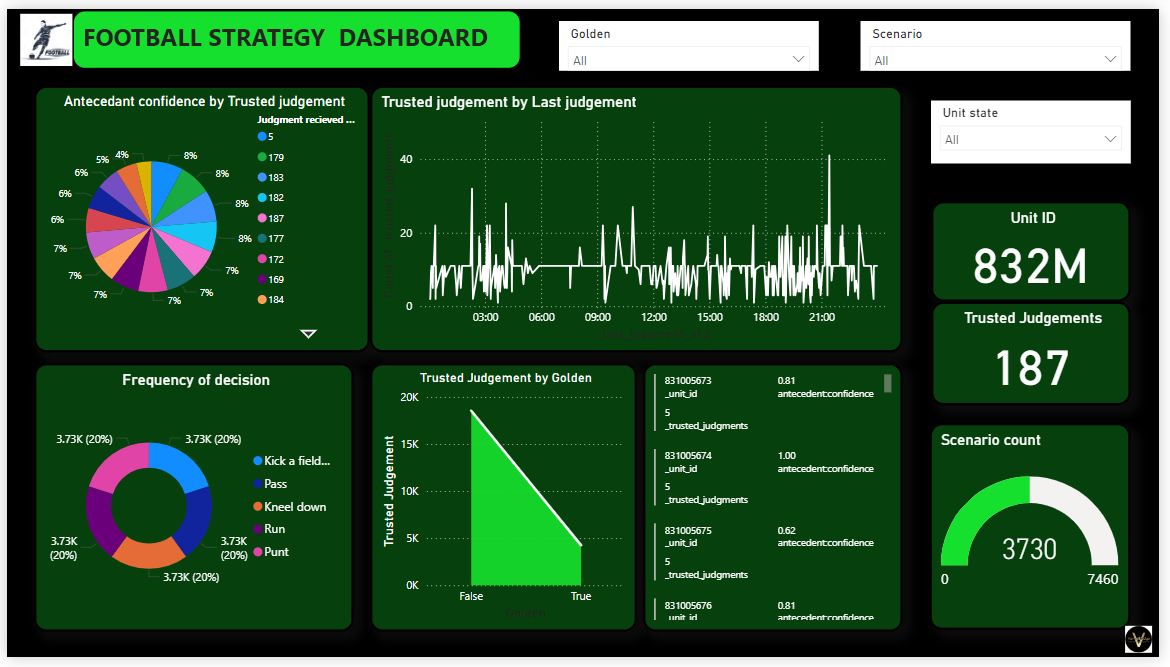 FOOTBALL
FOOTBALL STRATEGY DASHBOARD
Golden
All
Scenario
All
Unit state
All
Antecedant confidence by Trusted judgement
Judgment recieved ...
5
179
183
182
187
177
172
169
184
8%
8%
8%
8%
7%
7%
7%
7%
7%
7%
6%
6%
6%
5%
4%
Trusted judgement by Last judgement
40
20
0
03:00
06:00
09:00
12:00
15:00
18:00
21:00
Unit ID
832M
Trusted Judgements
187
Frequency of decision
3.73K (20%)
3.73K (20%)
3.73K
(20%)
3.73K
(20%)
3.73K (20%)
Kick a field...
Pass
Kneel down
Run
Punt
Trusted Judgement by Golden
Trusted Judgement
20K
15K
10K
5K
0K
False
True
Golden
831005673
_unit_id
0.81
antecedent:confidence
5
_trusted_judgments
831005674
_unit_id
1.00
antecedent:confidence
5
_trusted_judgments
831005675
_unit_id
0.62
antecedent:confidence
5
_trusted_judgments
831005676
_unit_id
0.81
antecedent:confidence
Scenario count
3730
0
7460